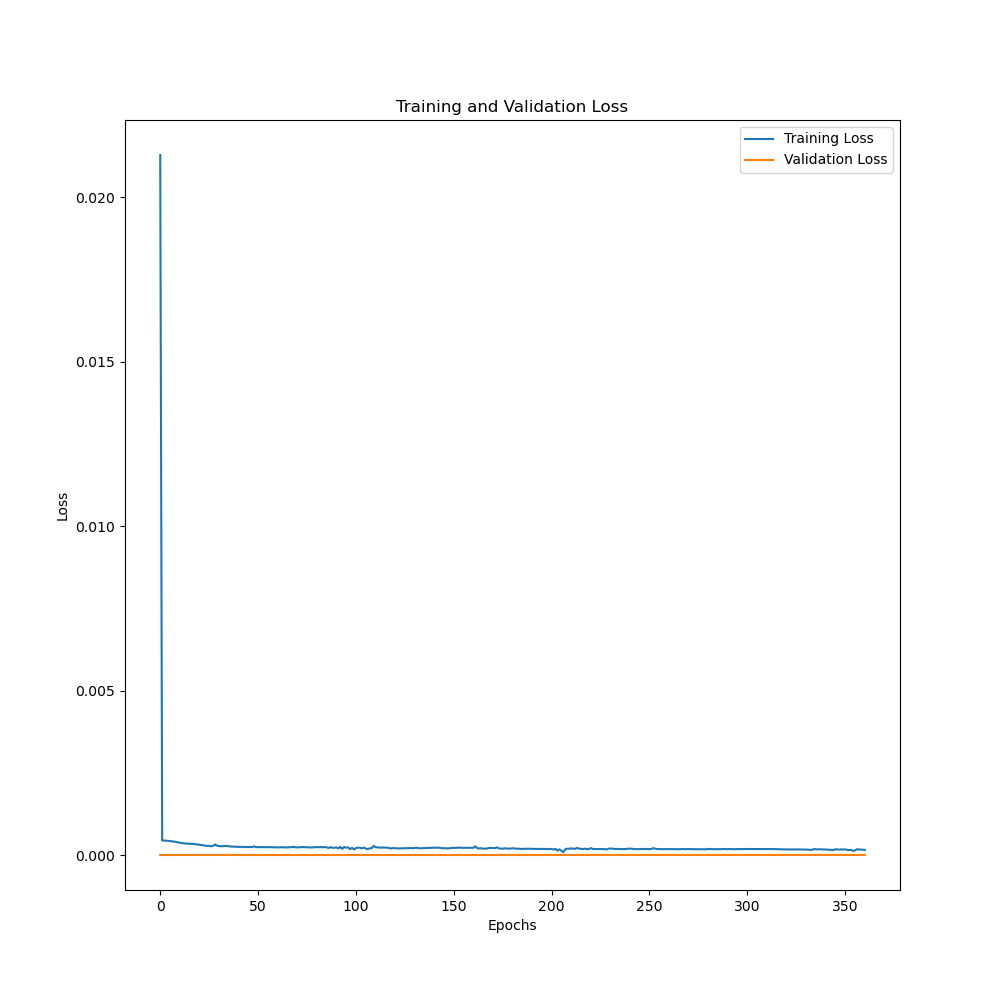 Training and Validation Loss
Training Loss
Validation Loss
0.020
0.015
0.010
0.005
0.000
Loss
0 50 100 150 200 250 300 350
Epochs